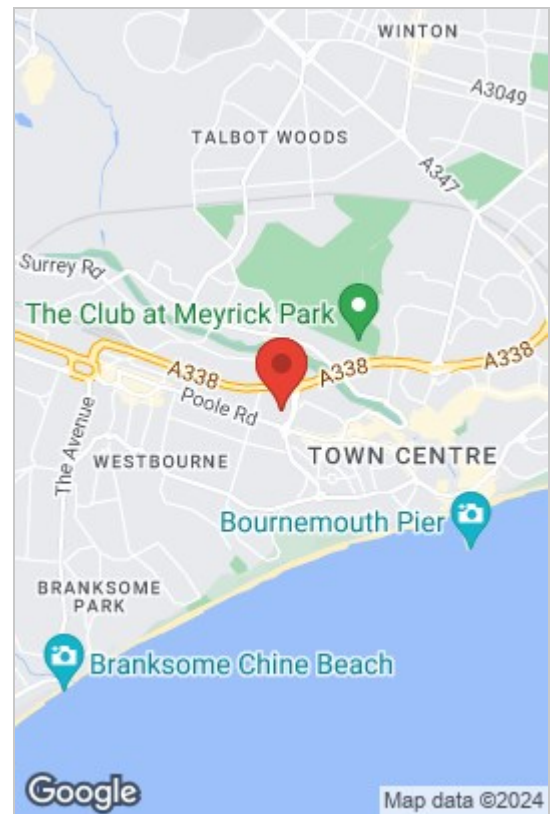 WINTON
A3049
TALBOT WOODS
A347
Surrey Rd
The Club at Meyrick Park
A338
A338
A338
Poole Rd
The Avenue
WESTBOURNE
TOWN CENTRE
Bournemouth Pier
BRANKSOME
PARK
Branksome Chine Beach
Google
Map data ©2024